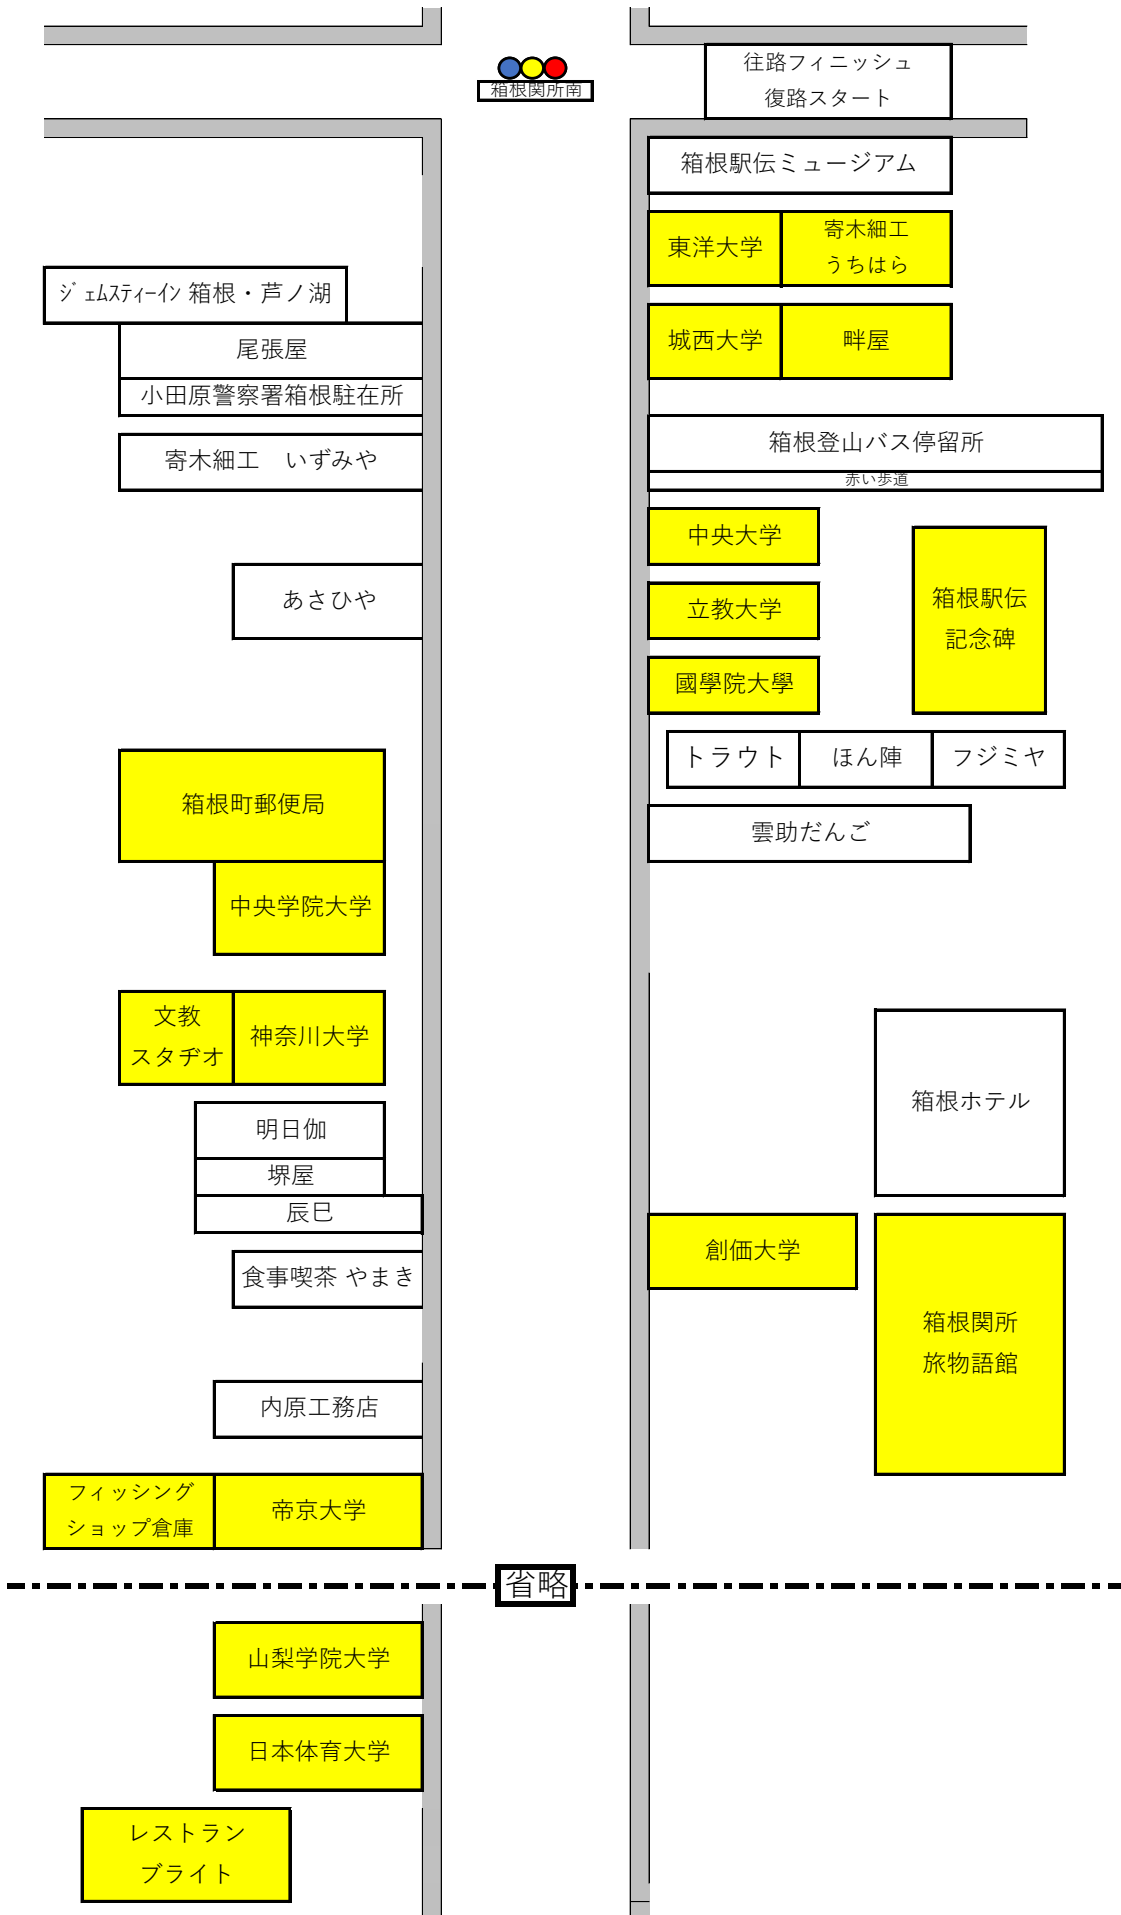 往路フィニッシュ
復路スタート
箱根関所南
箱根駅伝ミュージアム
東洋大学
寄木細工
うちはら
ジェムスティーイン 箱根・芦ノ湖
尾張屋
城西大学
畔屋
小田原警察署箱根駐在所
寄木細工　いずみや
箱根登山バス停留所
赤い歩道
中央大学
あさひや
立教大学
箱根駅伝
記念碑
國學院大學
トラウト
ほん陣
フジミヤ
箱根町郵便局
雲助だんご
中央学院大学
文教
スタヂオ
神奈川大学
箱根ホテル
明日伽
堺屋
辰巳
創価大学
食事喫茶 やまき
箱根関所
旅物語館
内原工務店
フィッシング
ショップ倉庫
帝京大学
省略
山梨学院大学
日本体育大学
レストラン
ブライト